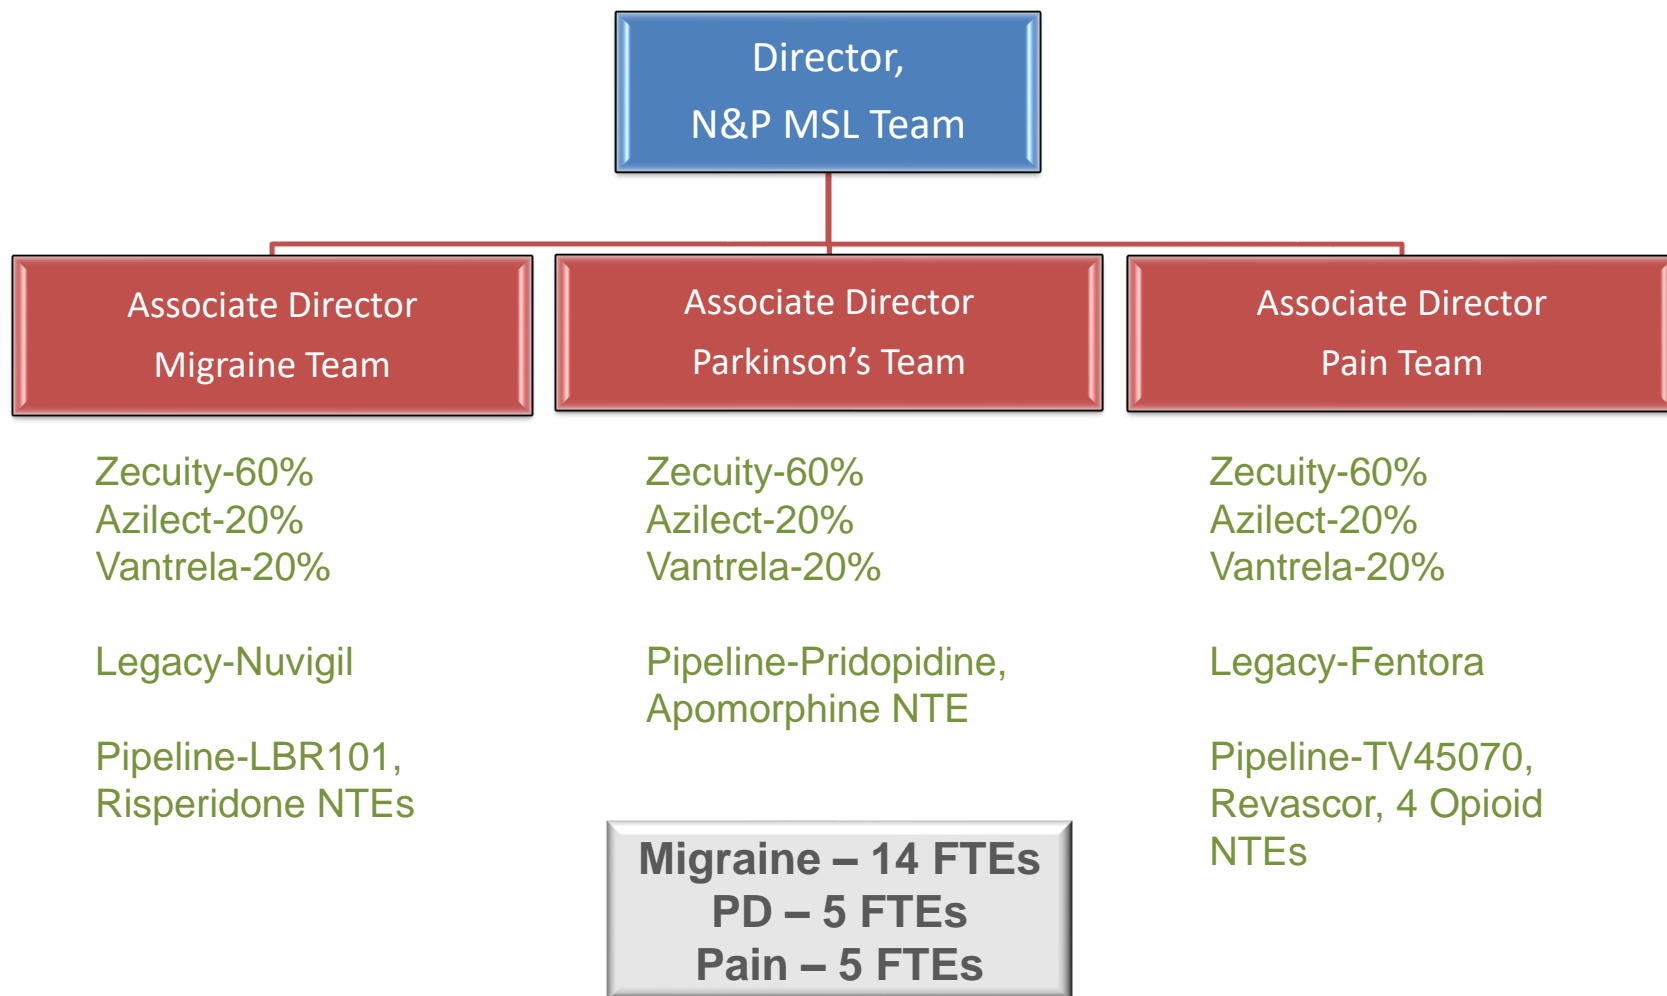 Director,
N&P MSL Team
Associate Director
Migraine Team
Associate Director
Parkinson’s Team
Associate Director
Pain Team
Zecuity-60%
Azilect-20%
Vantrela-20%
Legacy-Nuvigil
Pipeline-LBR101,
Risperidone NTEs
Zecuity-60%
Azilect-20%
Vantrela-20%
Pipeline-Pridopidine,
Apomorphine NTE
Zecuity-60%
Azilect-20%
Vantrela-20%
Legacy-Fentora
Pipeline-TV45070,
Revascor, 4 Opioid
NTEs
Migraine – 14 FTEs
PD – 5 FTEs
Pain – 5 FTEs